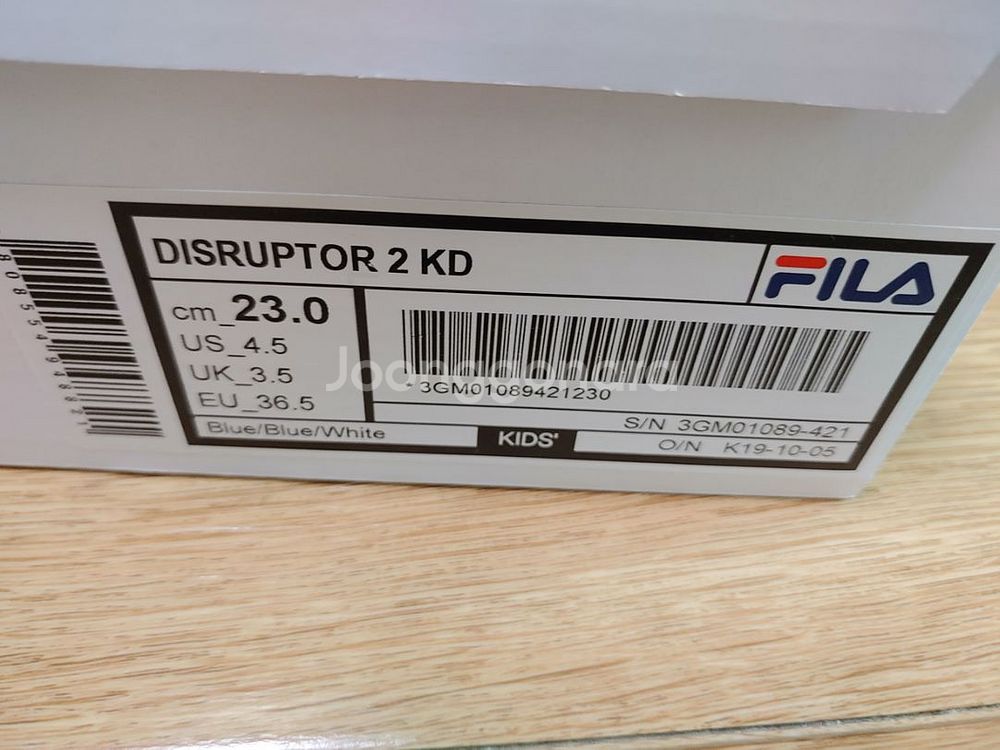 DISRUPTOR 2 KD
FILA
cm_23.0
US_4.5
UK_3.5
EU_36.5
*3GM01089421230
Joonggonara
S/N 3GM01089-421
Blue/Blue/White
KIDS'
O/N K19-10-05